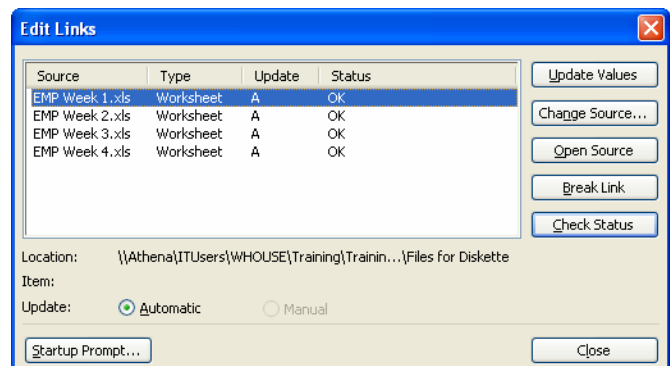 Edit Links
Source Type Update Status
EMP Week 1.xls Worksheet A OK
EMP Week 2.xls Worksheet A OK
EMP Week 3.xls Worksheet A OK
EMP Week 4.xls Worksheet A OK
Update Values
Change Source...
Open Source
Break Link
Check Status
Location: \\Athena\ITUsers\WHOUSE\Training\Trainin...\Files for Diskette
Item:
Update: Automatic Manual
Startup Prompt... Close